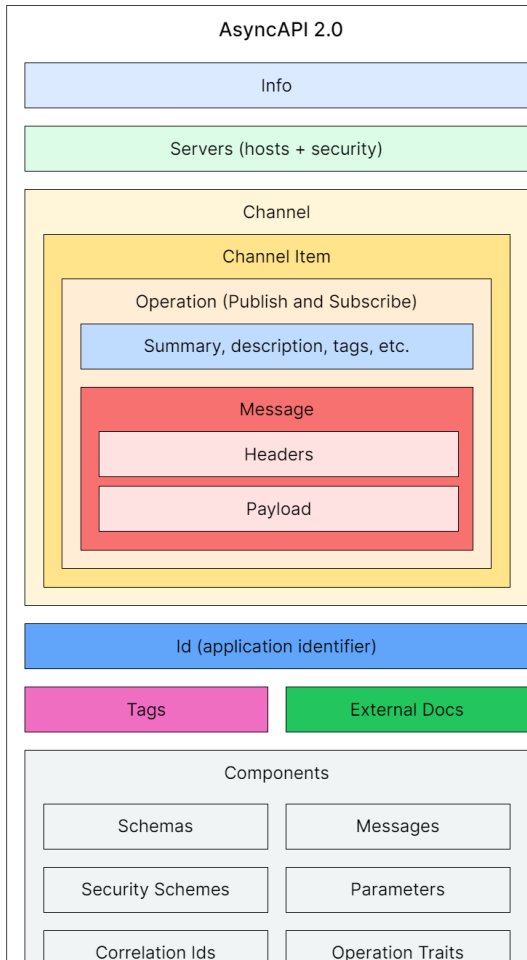 AsyncAPI 2.0
Info
Servers (hosts + security)
Channel
Channel Item
Operation (Publish and Subscribe)
Summary, description, tags, etc.
Message
Headers
Payload
Id (application identifier)
Tags
External Docs
Components
Schemas
Messages
Security Schemes
Parameters
Correlation Ids
Operation Traits